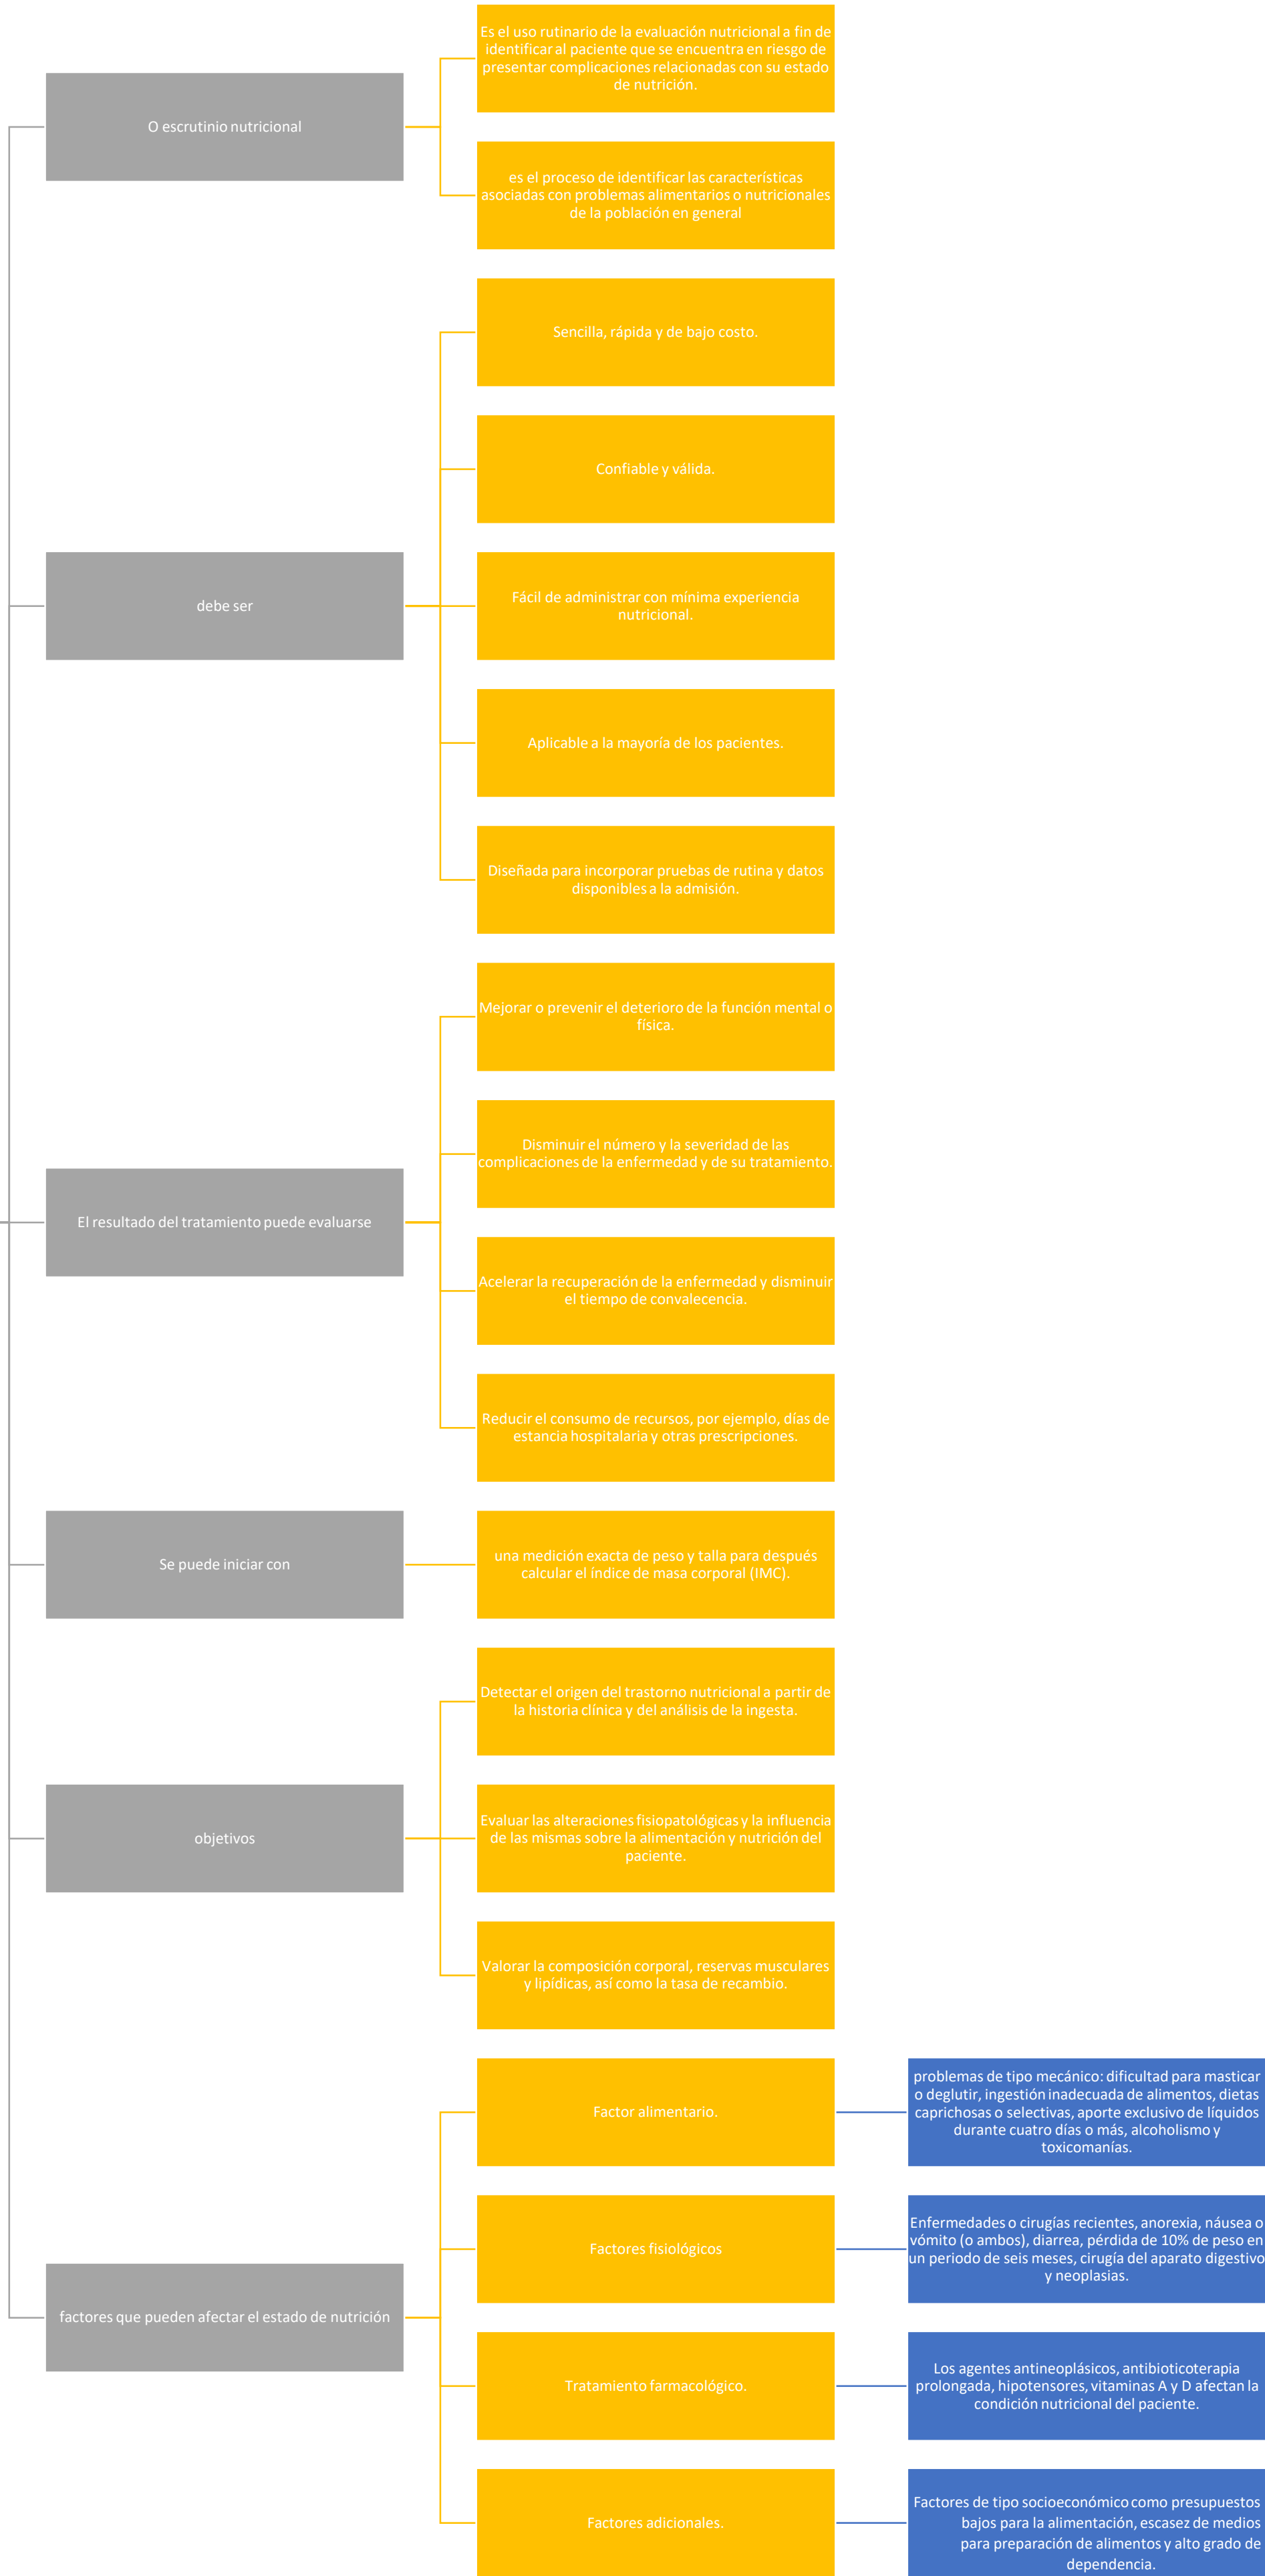 O escrutinio nutricional
Es el uso rutinario de la evaluación nutricional a fin de
identificar al paciente que se encuentra en riesgo de
presentar complicaciones relacionadas con su estado
de nutrición.
es el proceso de identificar las características
asociadas con problemas alimentarios o nutricionales
de la población en general
debe ser
Sencilla, rápida y de bajo costo.
Confiable y válida.
Fácil de administrar con mínima experiencia
nutricional.
Aplicable a la mayoría de los pacientes.
Diseñada para incorporar pruebas de rutina y datos
disponibles a la admisión.
El resultado del tratamiento puede evaluarse
Mejorar o prevenir el deterioro de la función mental o
física.
Disminuir el número y la severidad de las
complicaciones de la enfermedad y de su tratamiento.
Acelerar la recuperación de la enfermedad y disminuir
el tiempo de convalecencia.
Reducir el consumo de recursos, por ejemplo, días de
estancia hospitalaria y otras prescripciones.
Se puede iniciar con
una medición exacta de peso y talla para después
calcular el índice de masa corporal (IMC).
objetivos
Detectar el origen del trastorno nutricional a partir de
la historia clínica y del análisis de la ingesta.
Evaluar las alteraciones fisiopatológicas y la influencia
de las mismas sobre la alimentación y nutrición del
paciente.
Valorar la composición corporal, reservas musculares
y lipídicas, así como la tasa de recambio.
factores que pueden afectar el estado de nutrición
Factor alimentario.
problemas de tipo mecánico: dificultad para masticar
o deglutir, ingestión inadecuada de alimentos, dietas
caprichosas o selectivas, aporte exclusivo de líquidos
durante cuatro días o más, alcoholismo y
toxicomanías.
Factores fisiológicos
Enfermedades o cirugías recientes, anorexia, náusea o
vómito (o ambos), diarrea, pérdida de 10% de peso en
un periodo de seis meses, cirugía del aparato digestivo
y neoplasias.
Tratamiento farmacológico.
Los agentes antineoplásicos, antibioticoterapia
prolongada, hipotensores, vitaminas A y D afectan la
condición nutricional del paciente.
Factores adicionales.
Factores de tipo socioeconómico como presupuestos
bajos para la alimentación, escasez de medios
para preparación de alimentos y alto grado de
dependencia.